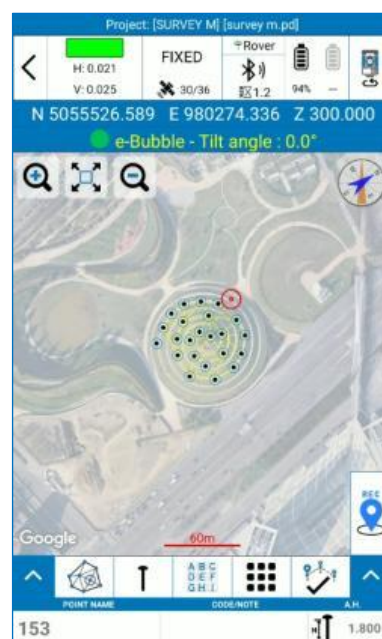 Project: [SURVEY M] [survey m.pd]
FIXED
Rover
H: 0.021
V: 0.025
30/36
1.2
94%
--
N 5055526.589 E 980274.336 Z 300.000
e-Bubble - Tilt angle : 0.0°
60m
Google
REC
A B C
D E F
G H I
POINT NAME
CODE/NOTE
A.H.
153
1.800